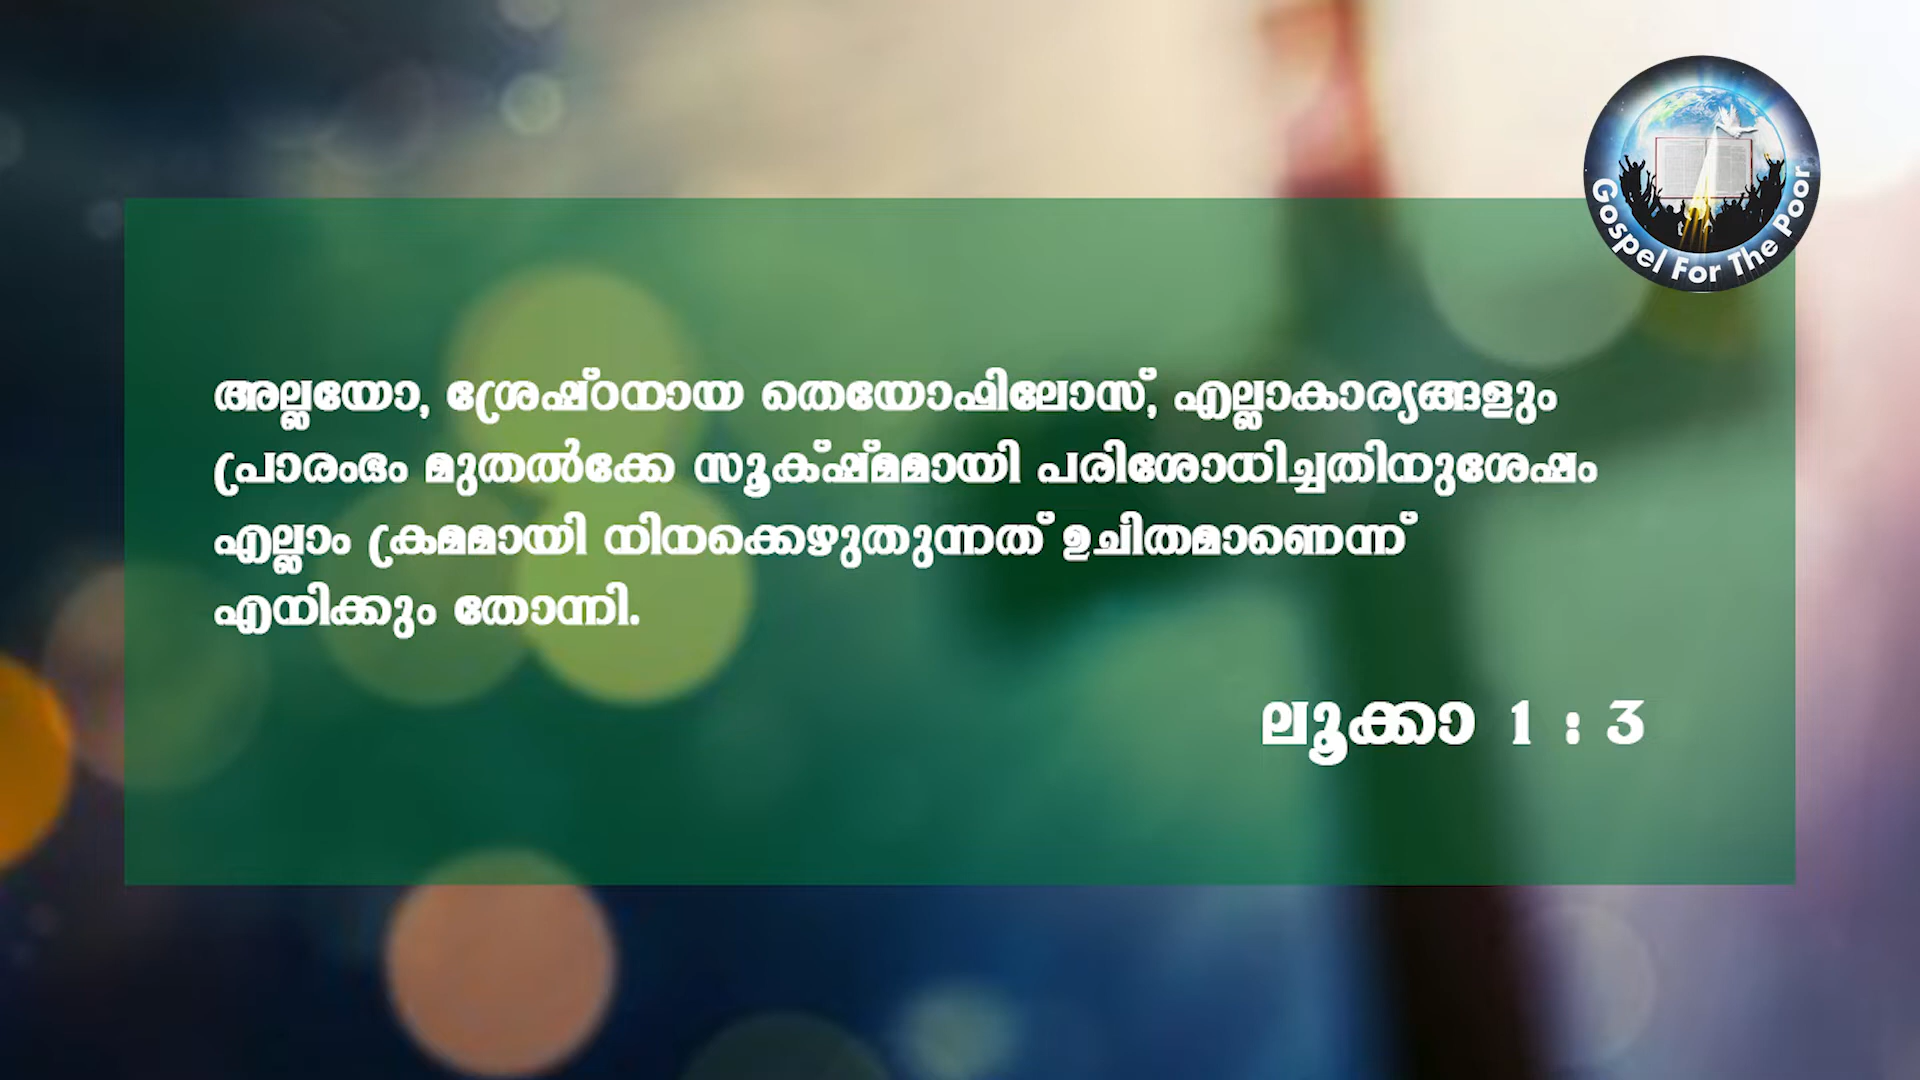 Gospel For The Poor
അല്ലയോ, ശ്രേഷ്ഠനായ തെയോഫിലോസ്, എല്ലാകാര്യങ്ങളും
പ്രാരംഭം മുതൽക്കേ സൂക്ഷ്മമായി പരിശോധിച്ചതിനുശേഷം
എല്ലാം ക്രമമായി നിനക്കെഴുതുന്നത് ഉചിതമാണെന്ന്
എനിക്കും തോന്നി.
ലൂക്കാ 1 : 3